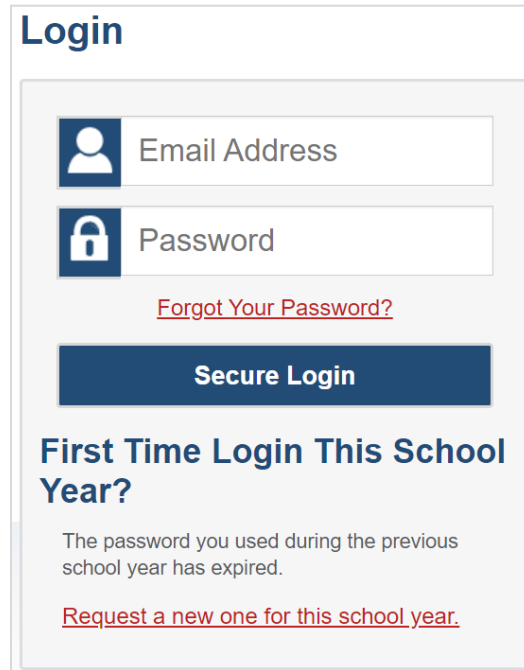 Login
Email Address
Password
Forgot Your Password?
Secure Login
First Time Login This School
Year?
The password you used during the previous
school year has expired.
Request a new one for this school year.